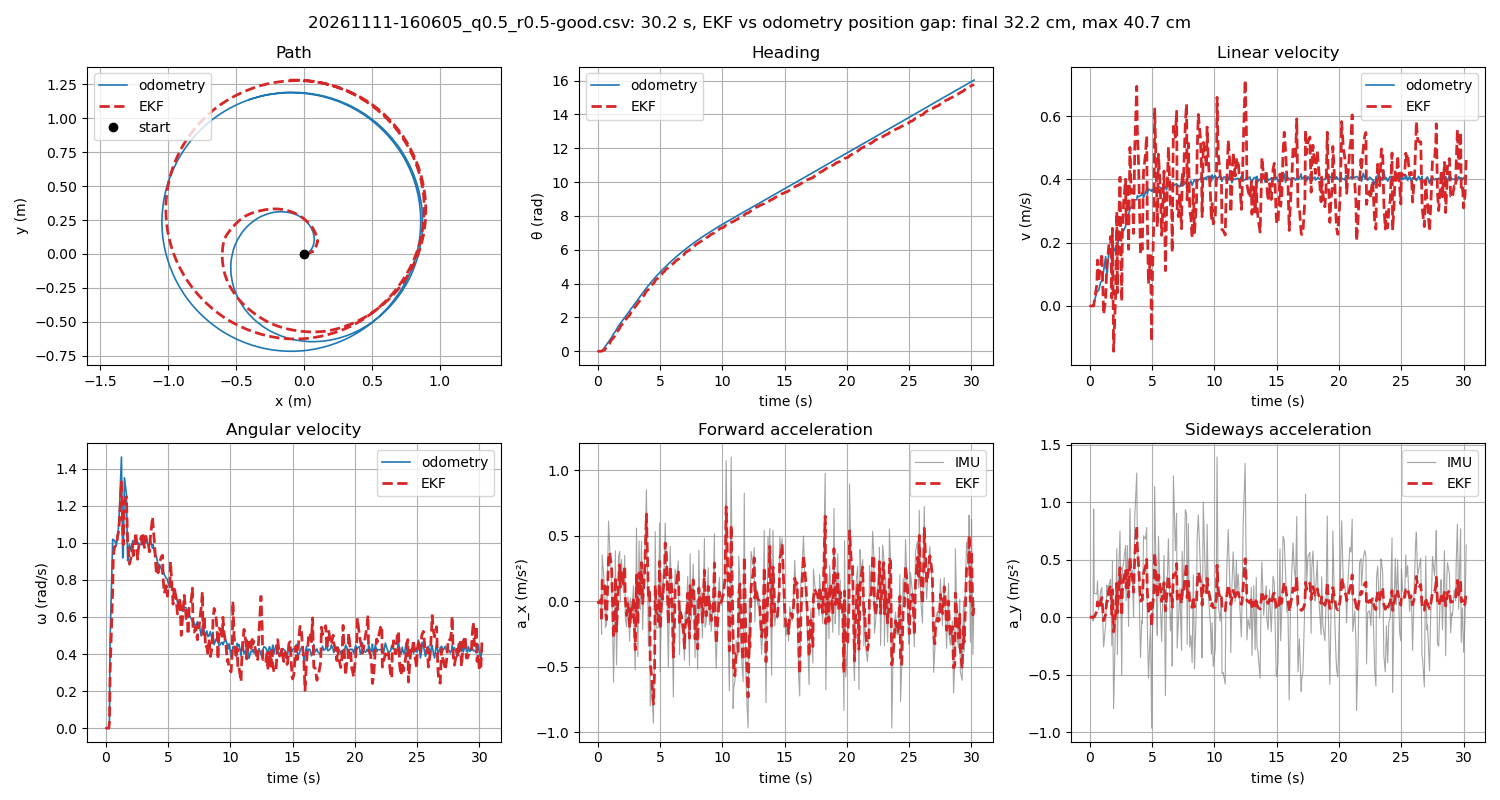 20261111-160605_q0.5_r0.5-good.csv: 30.2 s, EKF vs odometry position gap: final 32.2 cm, max 40.7 cm
Path
odometry
EKF
start
1.25
1.00
0.75
0.50
0.25
0.00
−0.25
−0.50
−0.75
y (m)
−1.5
−1.0
−0.5
0.0
0.5
1.0
x (m)
Heading
odometry
EKF
16
14
12
10
8
6
4
2
0
θ (rad)
0
5
10
15
20
25
30
time (s)
Linear velocity
odometry
EKF
0.6
0.4
0.2
0.0
v (m/s)
0
5
10
15
20
25
30
time (s)
Angular velocity
odometry
EKF
1.4
1.2
1.0
0.8
0.6
0.4
0.2
0.0
ω (rad/s)
0
5
10
15
20
25
30
time (s)
Forward acceleration
IMU
EKF
1.0
0.5
0.0
−0.5
−1.0
a_x (m/s²)
0
5
10
15
20
25
30
time (s)
Sideways acceleration
IMU
EKF
1.5
1.0
0.5
0.0
−0.5
−1.0
a_y (m/s²)
0
5
10
15
20
25
30
time (s)